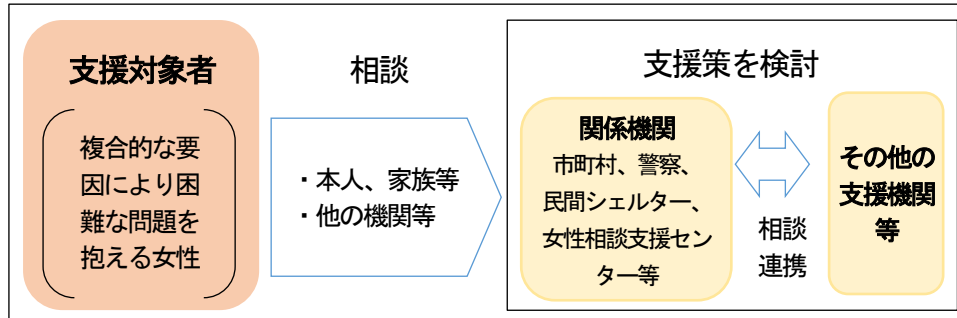 支援対象者
複合的な要
因により困
難な問題を
抱える女性
相談
・本人、家族等
・他の機関等
支援策を検討
関係機関
市町村、警察、
民間シェルター、
女性相談支援セン
ター等
相談
連携
その他の
支援機関
等